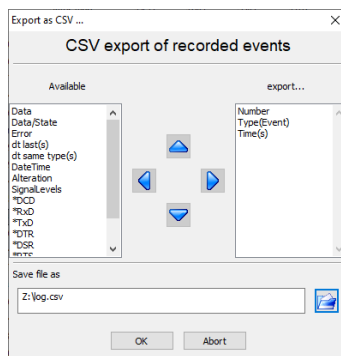 Export as CSV ...
CSV export of recorded events
Available
export...
Data
Data/State
Error
dt last(s)
dt same type(s)
DateTime
Alteration
SignalLevels
*DCD
*RxD
*TxD
*DTR
*DSR
*RTS
Number
Type(Event)
Time(s)
Save file as
Z:\log.csv
OK
Abort